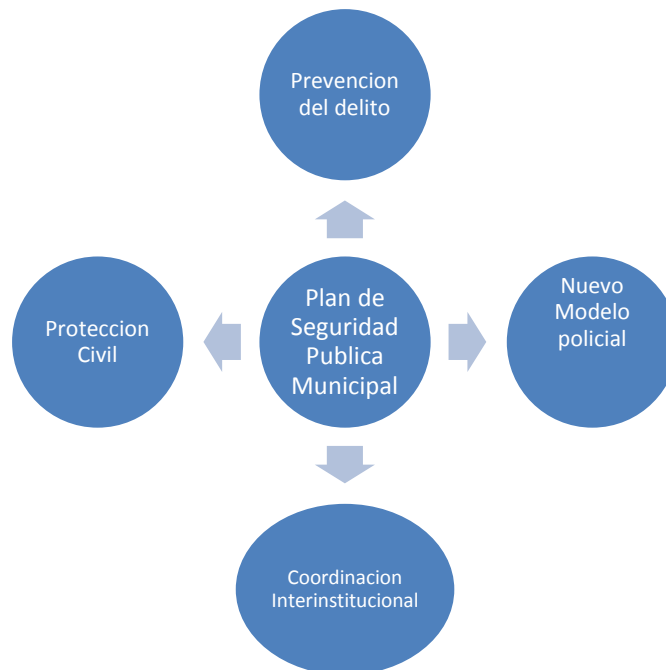 Prevencion
del delito
Proteccion
Civil
Plan de
Seguridad
Publica
Municipal
Nuevo
Modelo
policial
Coordinacion
Interinstitucional